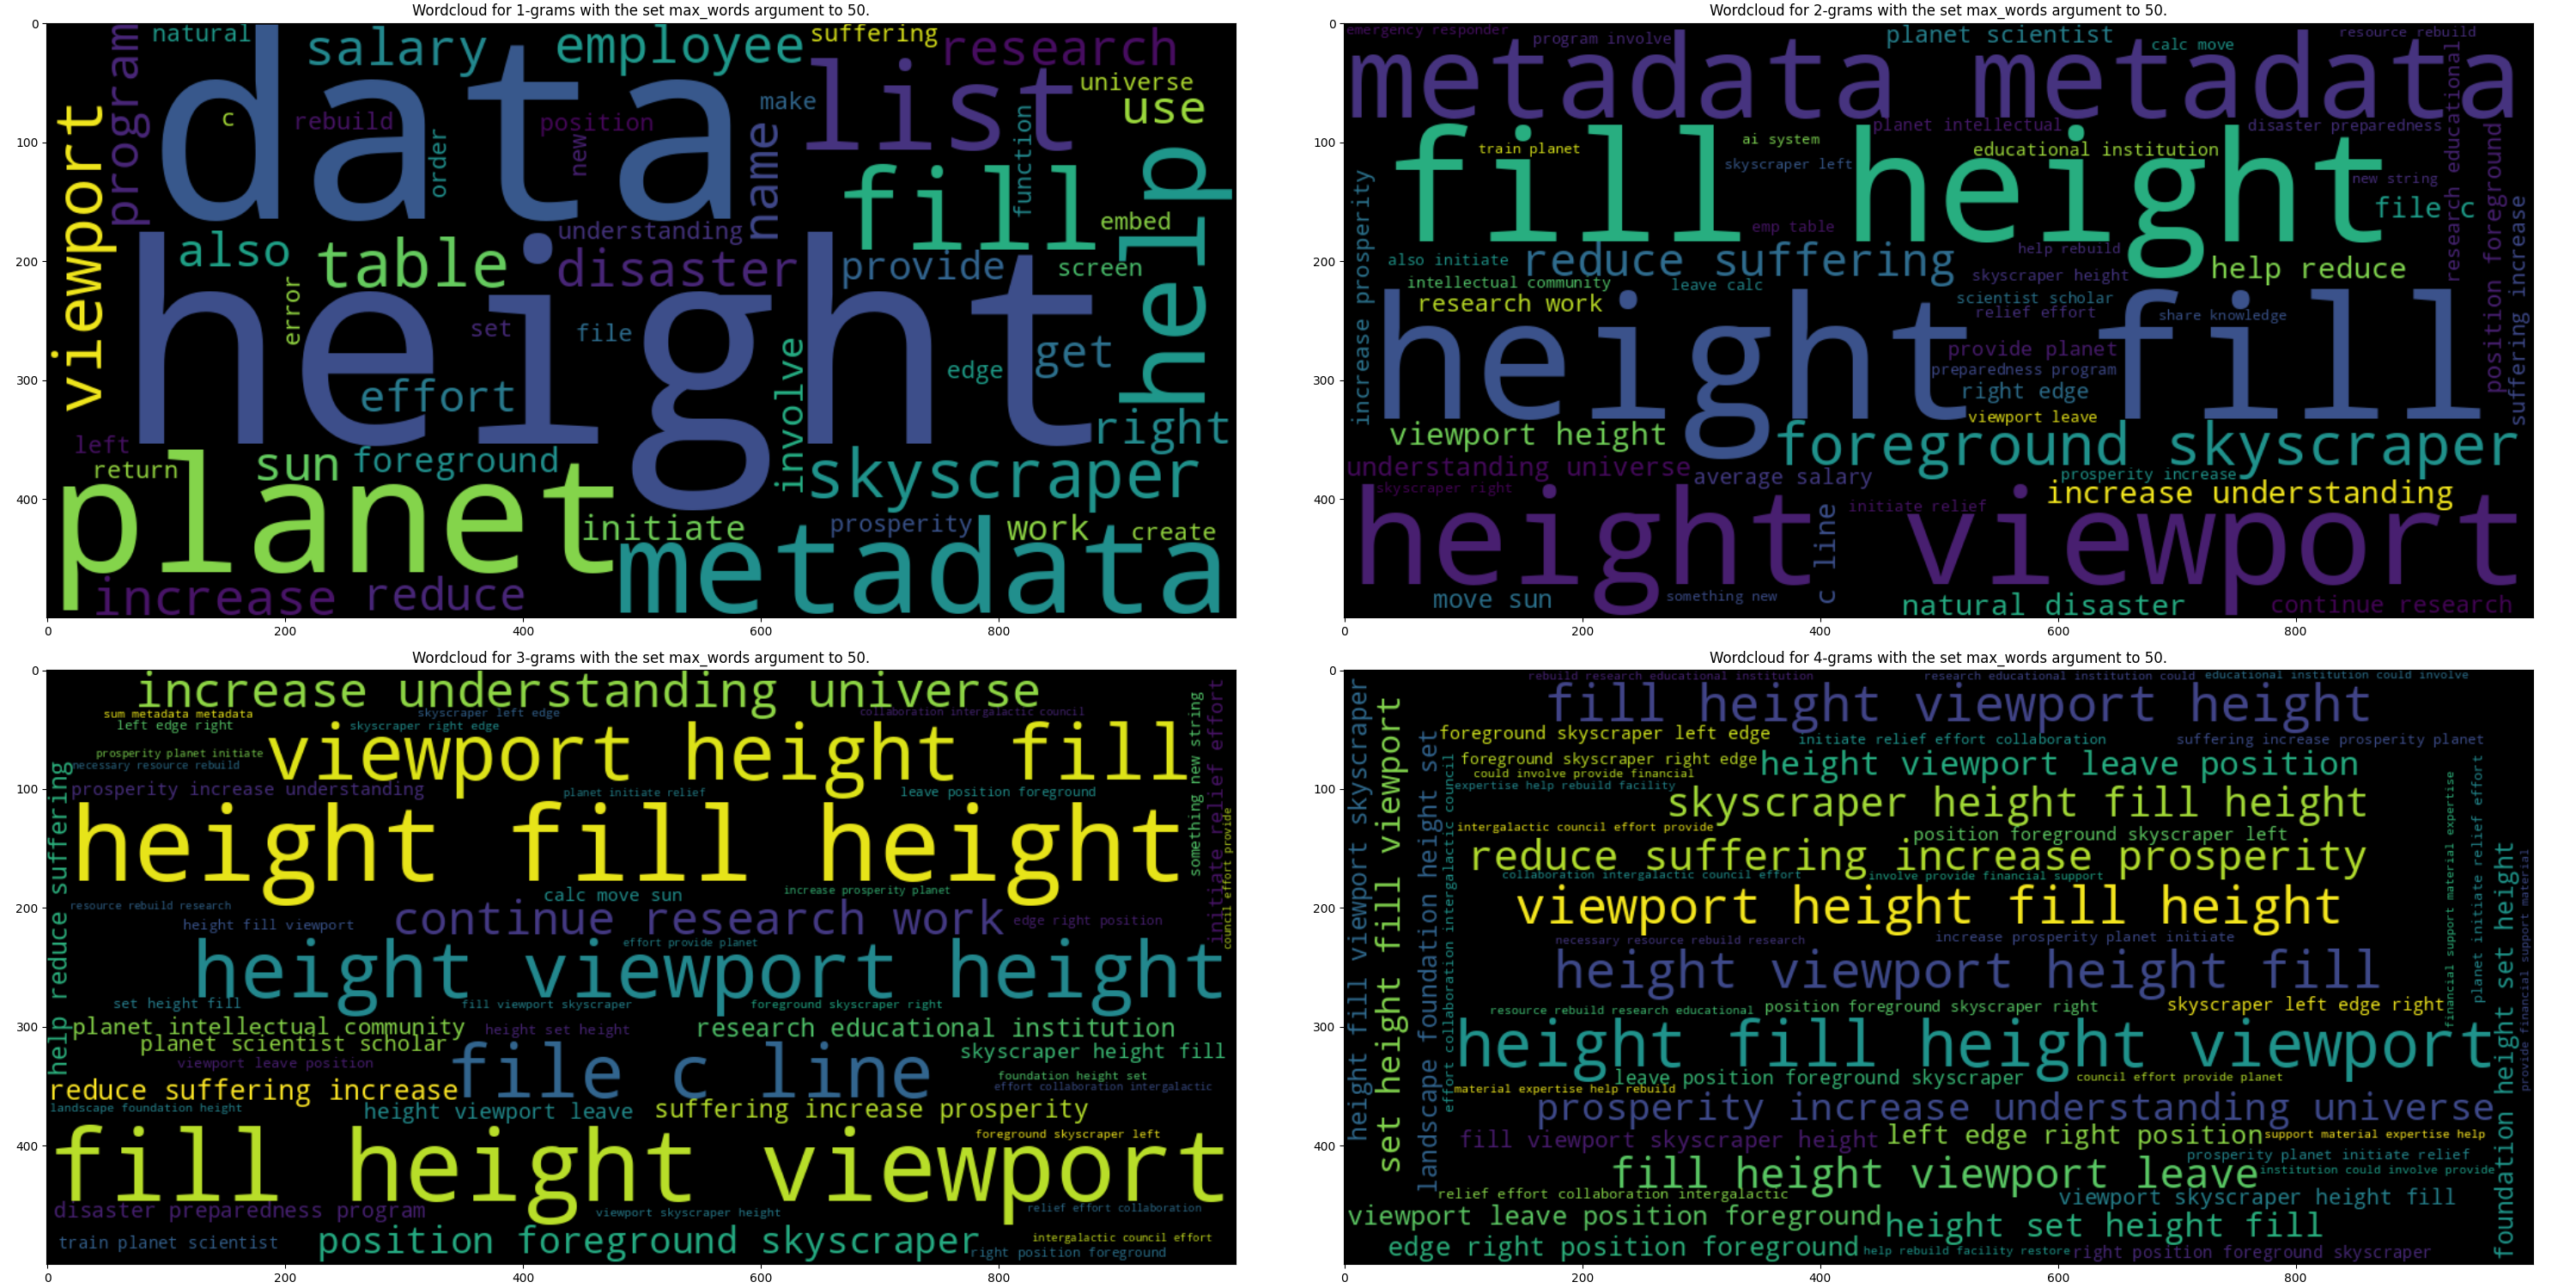 Wordcloud for 1-grams with the set max_words argument to 50.
natural
salary
employee
suffering
research
program
data
list
universe
use
make
c
rebuild
position
order
new
name
function
viewport
fill
help
embed
also
table
understanding
disaster
provide
screen
error
height
set
file
edge
get
effort
involve
right
left
return
sun
foreground
skyscraper
planet
initiate
prosperity
work
create
metadata
increase
reduce
0
100
200
300
400
0
200
400
600
800
Wordcloud for 2-grams with the set max_words argument to 50.
emergency responder
program involve
planet scientist
calc move
resource rebuild
metadata metadata
planet intellectual
disaster preparedness
train planet
ai system
skyscraper left
educational institution
fill height
new string
file c
research educational
position foreground
increase prosperity
emp table
also initiate
reduce suffering
help rebuild
skyscraper height
help reduce
intellectual community
leave calc
research work
scientist scholar
relief effort
share knowledge
height fill
provide planet
preparedness program
right edge
viewport leave
suffering increase
viewport height
foreground skyscraper
understanding universe
average salary
prosperity increase
skyscraper right
increase understanding
initiate relief
height viewport
c line
move sun
something new
natural disaster
continue research
0
100
200
300
400
0
200
400
600
800
Wordcloud for 3-grams with the set max_words argument to 50.
increase understanding universe
sum metadata metadata
skyscraper left edge
collaboration intergalactic council
left edge right
skyscraper right edge
viewport height fill
prosperity planet initiate
necessary resource rebuild
prosperity increase understanding
planet initiate relief
leave position foreground
something new string
initiate relief effort
council effort provide
help reduce suffering
height fill height
calc move sun
increase prosperity planet
resource rebuild research
height fill viewport
continue research work
edge right position
effort provide planet
height viewport height
set height fill
fill viewport skyscraper
foreground skyscraper right
planet intellectual community
height set height
research educational institution
planet scientist scholar
skyscraper height fill
viewport leave position
file c line
foundation height set
effort collaboration intergalactic
reduce suffering increase
landscape foundation height
height viewport leave
suffering increase prosperity
foreground skyscraper left
fill height viewport
disaster preparedness program
viewport skyscraper height
relief effort collaboration
train planet scientist
position foreground skyscraper
intergalactic council effort
right position foreground
0
100
200
300
400
0
200
400
600
800
Wordcloud for 4-grams with the set max_words argument to 50.
rebuild research educational institution
research educational institution could
educational institution could involve
fill height viewport height
foreground skyscraper left edge
initiate relief effort collaboration
suffering increase prosperity planet
foreground skyscraper right edge
height viewport leave position
could involve provide financial
expertise help rebuild facility
skyscraper height fill height
intergalactic council effort provide
position foreground skyscraper left
reduce suffering increase prosperity
collaboration intergalactic council effort
involve provide financial support
viewport height fill height
necessary resource rebuild research
increase prosperity planet initiate
height viewport height fill
resource rebuild research educational
position foreground skyscraper right
skyscraper left edge right
height fill height viewport
leave position foreground skyscraper
council effort provide planet
material expertise help rebuild
prosperity increase understanding universe
fill viewport skyscraper height
left edge right position
support material expertise help
prosperity planet initiate relief
fill height viewport leave
institution could involve provide
relief effort collaboration intergalactic
viewport skyscraper height fill
viewport leave position foreground
height set height fill
edge right position foreground
help rebuild facility restore
right position foreground skyscraper
height fill viewport skyscraper
set height fill viewport
landscape foundation height set
effort collaboration intergalactic council
financial support material expertise
planet initiate relief effort
foundation height set height
provide financial support material
0
100
200
300
400
0
200
400
600
800